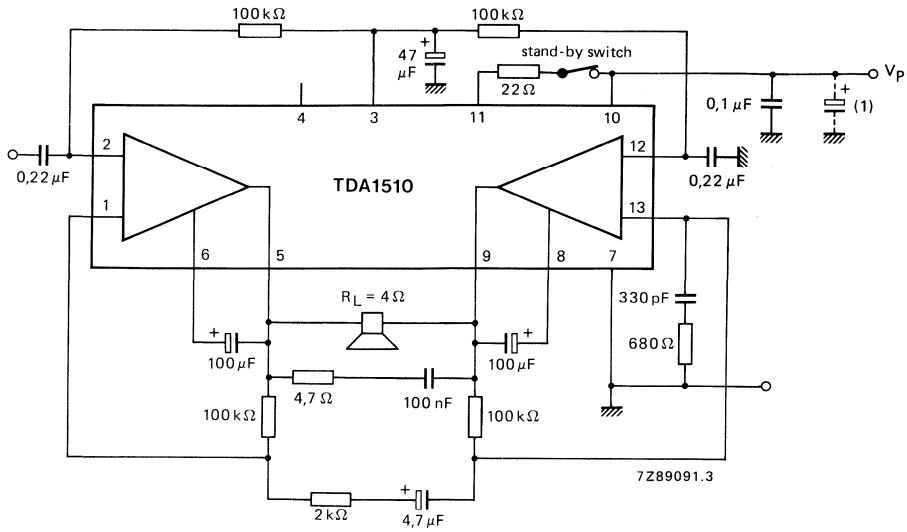 100 kΩ
100 kΩ
+
47
μF
stand-by switch
22 Ω
V_P
4
3
11
10
0,1 μF
+
(1)
2
0,22 μF
1
TDA1510
12
0,22 μF
13
6
5
9
8
7
R_L = 4 Ω
330 pF
680 Ω
+
100 μF
+
100 μF
4,7 Ω
100 nF
100 kΩ
100 kΩ
2 kΩ
+
4,7 μF
7Z89091.3